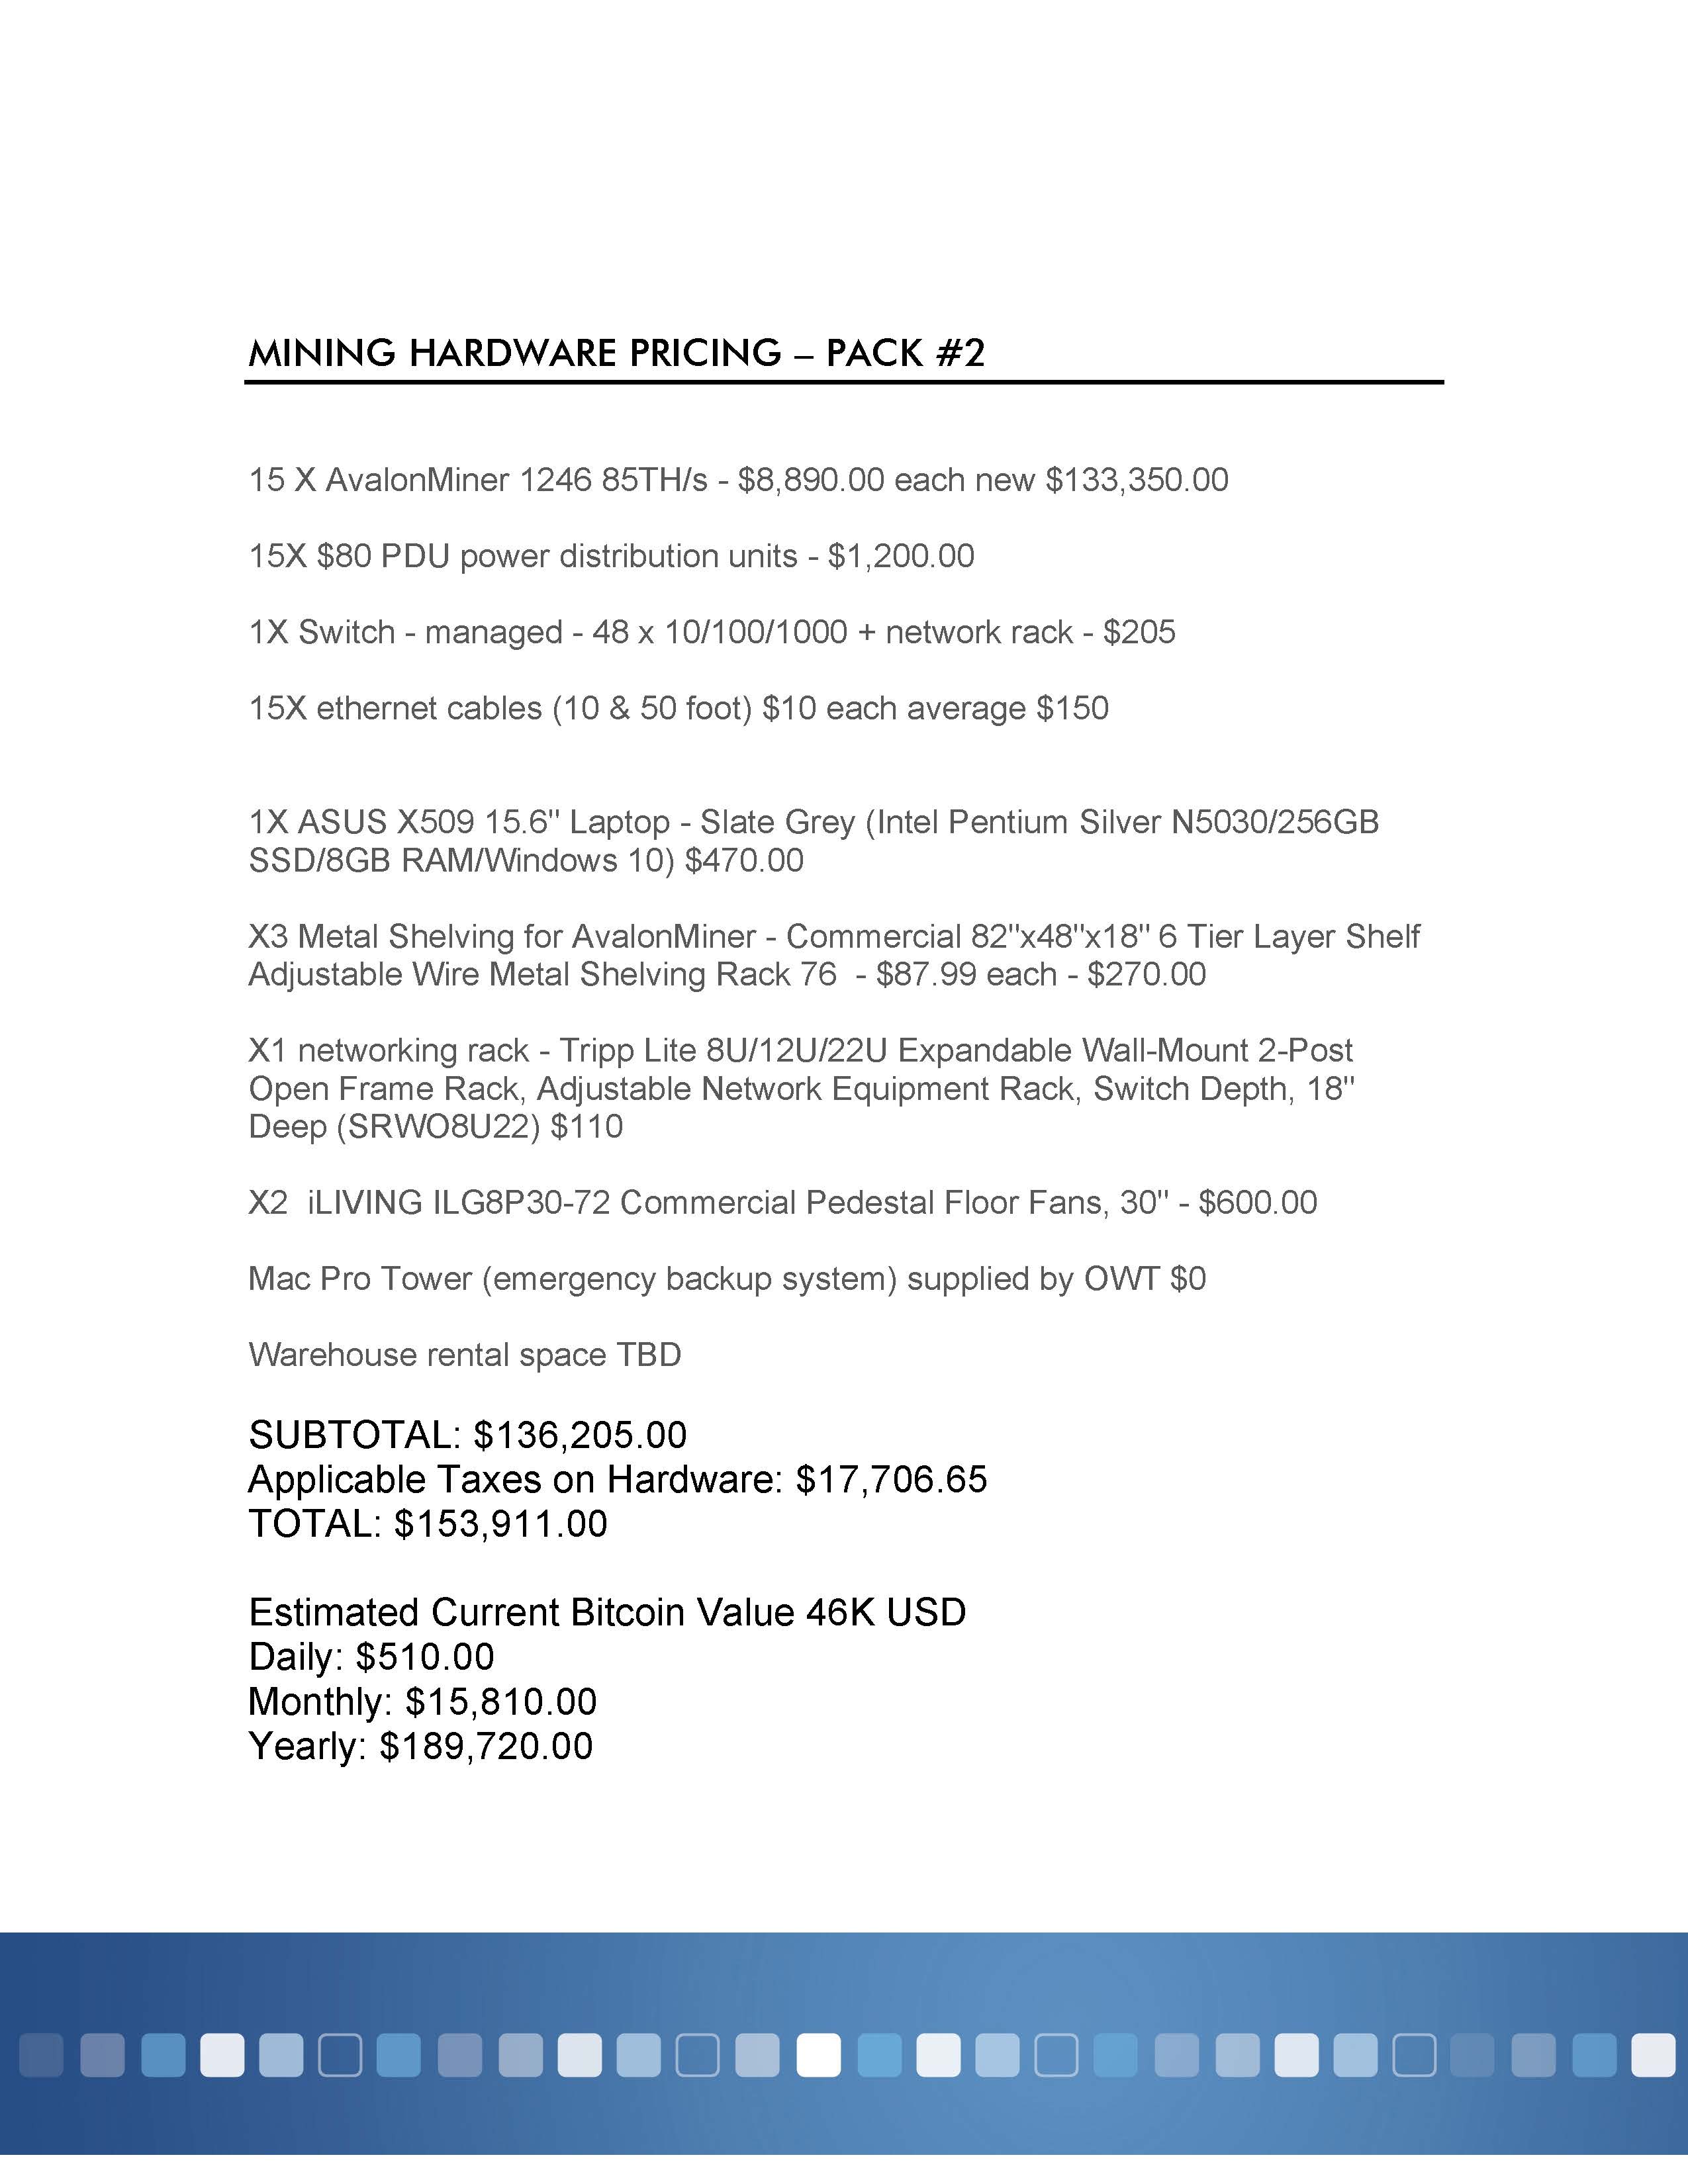 MINING HARDWARE PRICING – PACK #2
15 X AvalonMiner 1246 85TH/s - $8,890.00 each new $133,350.00
15X $80 PDU power distribution units - $1,200.00
1X Switch - managed - 48 x 10/100/1000 + network rack - $205
15X ethernet cables (10 & 50 foot) $10 each average $150
1X ASUS X509 15.6" Laptop - Slate Grey (Intel Pentium Silver N5030/256GB
SSD/8GB RAM/Windows 10) $470.00
X3 Metal Shelving for AvalonMiner - Commercial 82"x48"x18" 6 Tier Layer Shelf
Adjustable Wire Metal Shelving Rack 76  - $87.99 each - $270.00
X1 networking rack - Tripp Lite 8U/12U/22U Expandable Wall-Mount 2-Post
Open Frame Rack, Adjustable Network Equipment Rack, Switch Depth, 18"
Deep (SRWO8U22) $110
X2  iLIVING ILG8P30-72 Commercial Pedestal Floor Fans, 30" - $600.00
Mac Pro Tower (emergency backup system) supplied by OWT $0
Warehouse rental space TBD
SUBTOTAL: $136,205.00
Applicable Taxes on Hardware: $17,706.65
TOTAL: $153,911.00
Estimated Current Bitcoin Value 46K USD
Daily: $510.00
Monthly: $15,810.00
Yearly: $189,720.00